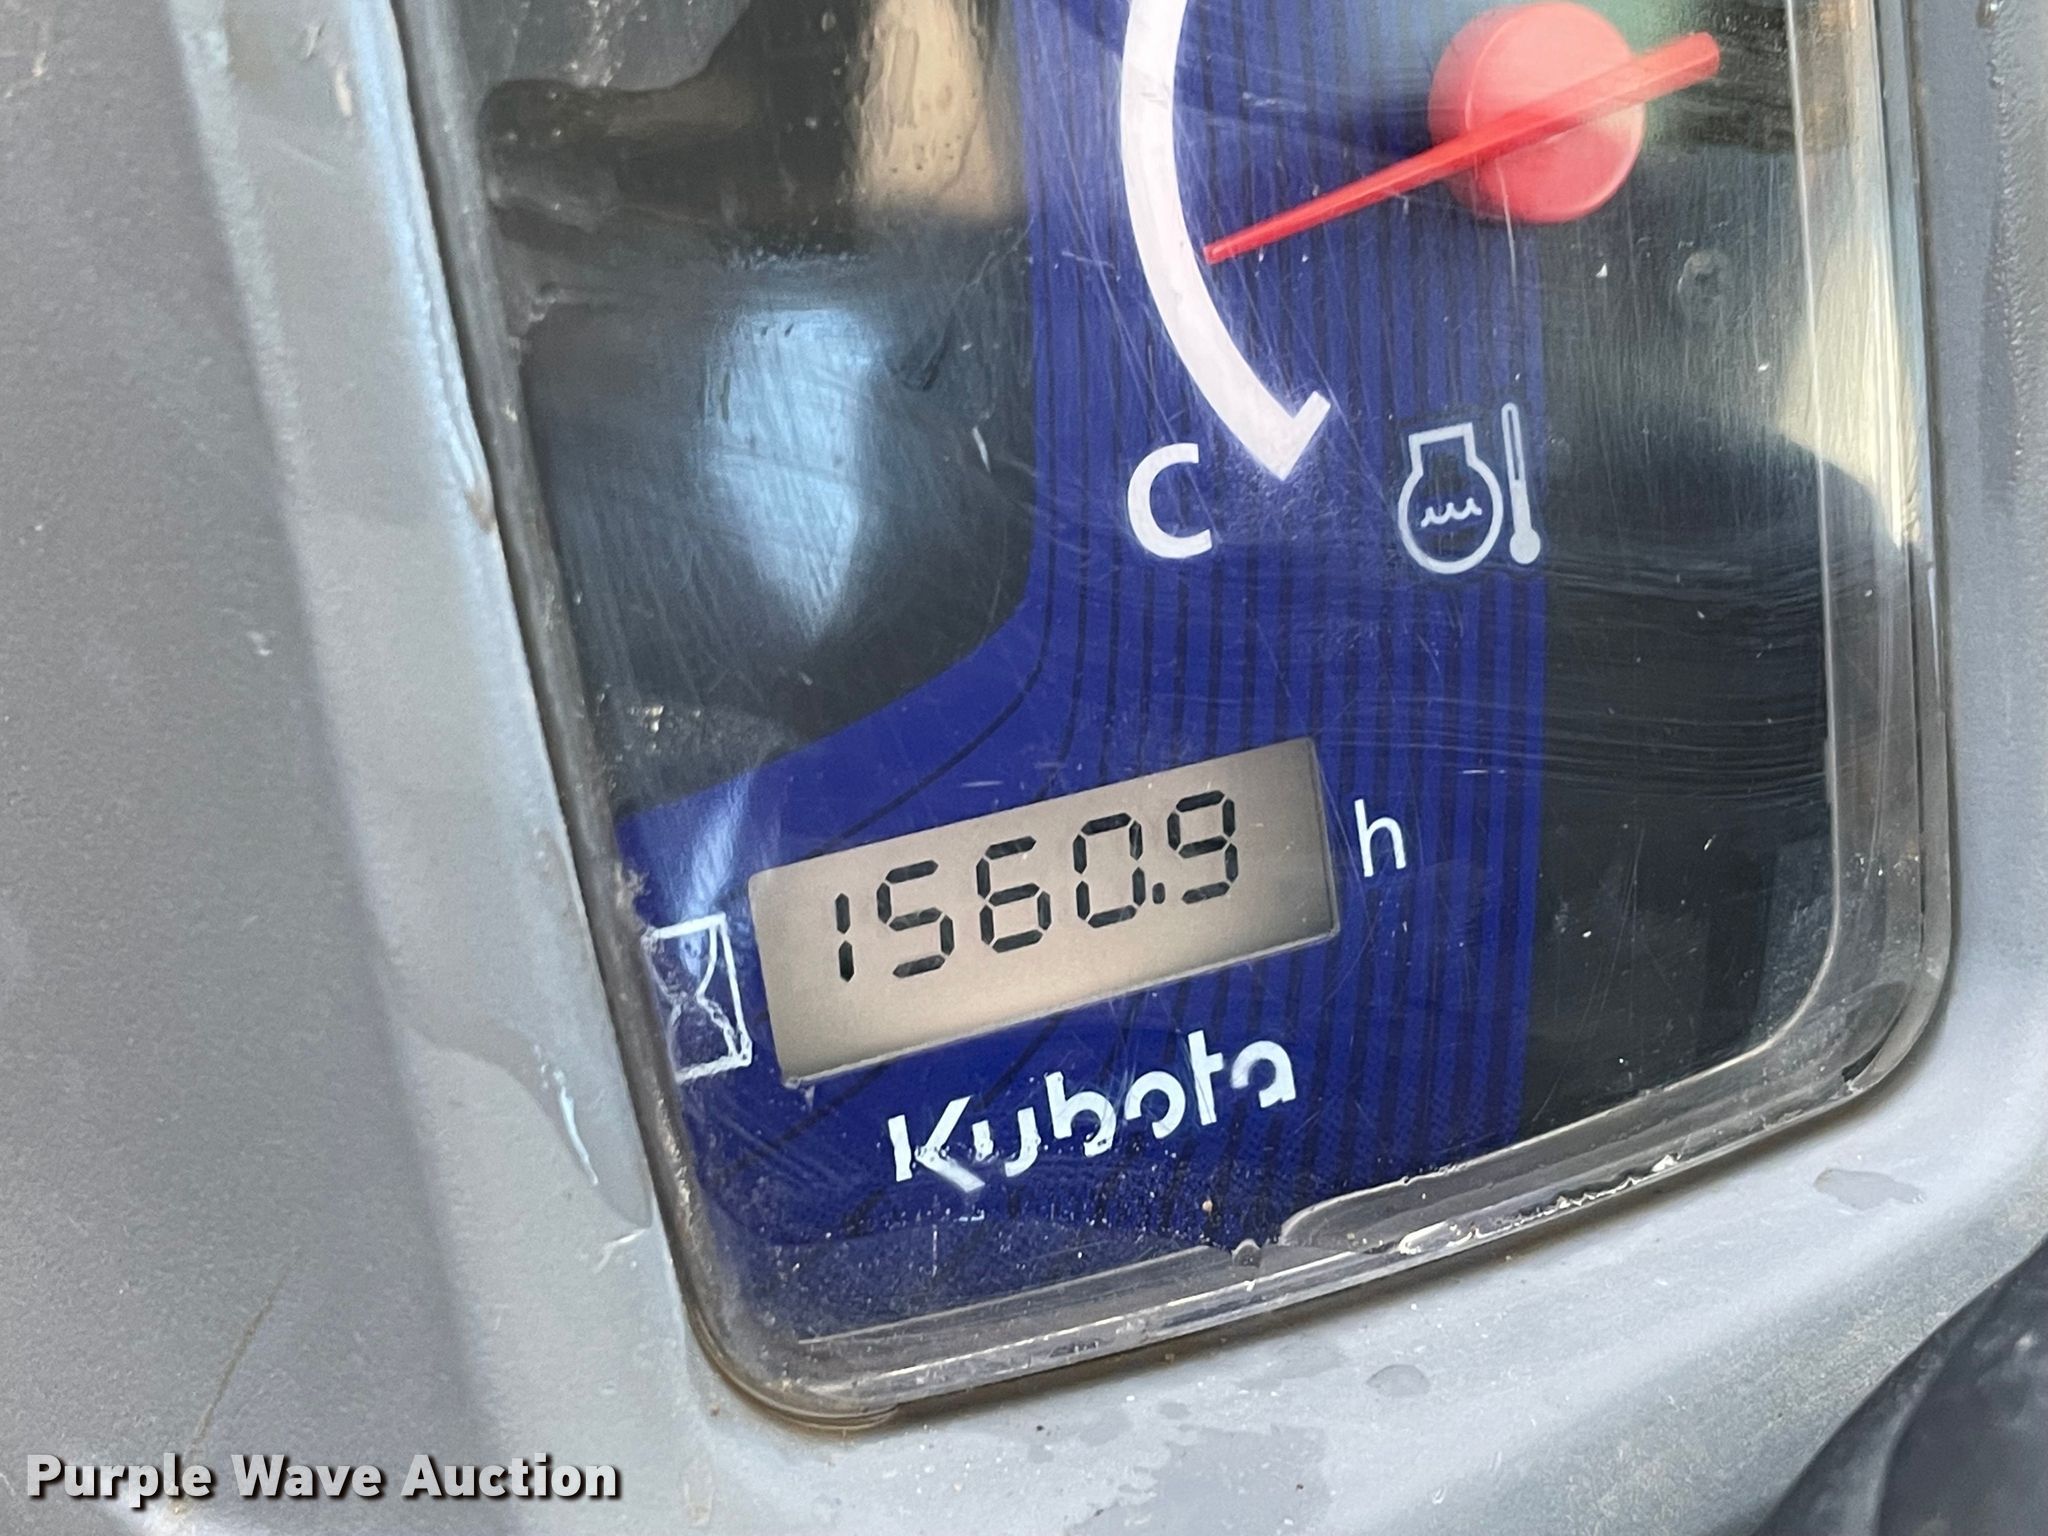 C
1560.9 h
Kubota
Purple Wave Auction